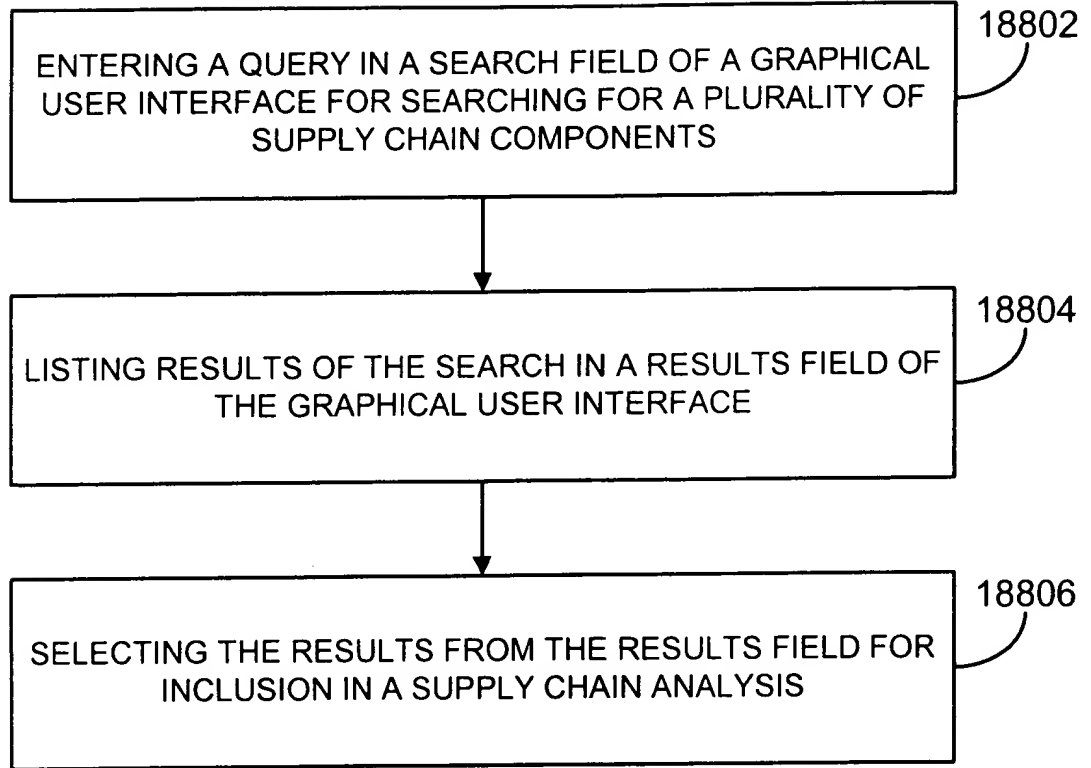 18802
ENTERING A QUERY IN A SEARCH FIELD OF A GRAPHICAL
USER INTERFACE FOR SEARCHING FOR A PLURALITY OF
SUPPLY CHAIN COMPONENTS
18804
LISTING RESULTS OF THE SEARCH IN A RESULTS FIELD OF
THE GRAPHICAL USER INTERFACE
18806
SELECTING THE RESULTS FROM THE RESULTS FIELD FOR
INCLUSION IN A SUPPLY CHAIN ANALYSIS